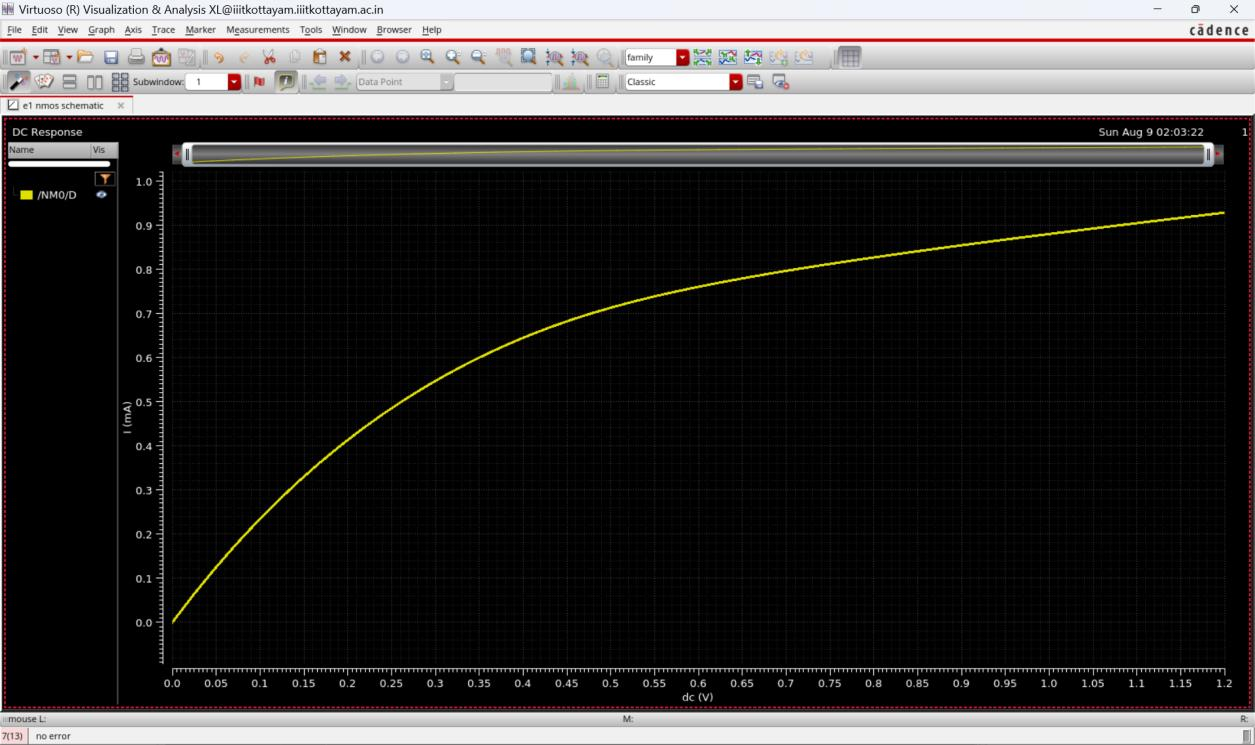 Virtuoso (R) Visualization & Analysis XL@iiitkottayam.iiitkottayam.ac.in
File Edit View Graph Axis Trace Marker Measurements Tools Window Browser Help
cādence
family
Subwindow: 1
Data Point
Classic
e1 nmos schematic
DC Response
Sun Aug 9 02:03:22
1
Name Vis
/NM0/D
1.0
0.9
0.8
0.7
0.6
0.5
0.4
0.3
0.2
0.1
0.0
I (mA)
0.0 0.05 0.1 0.15 0.2 0.25 0.3 0.35 0.4 0.45 0.5 0.55 0.6 0.65 0.7 0.75 0.8 0.85 0.9 0.95 1.0 1.05 1.1 1.15 1.2
dc (V)
mouse L: M: R:
7(13) no error